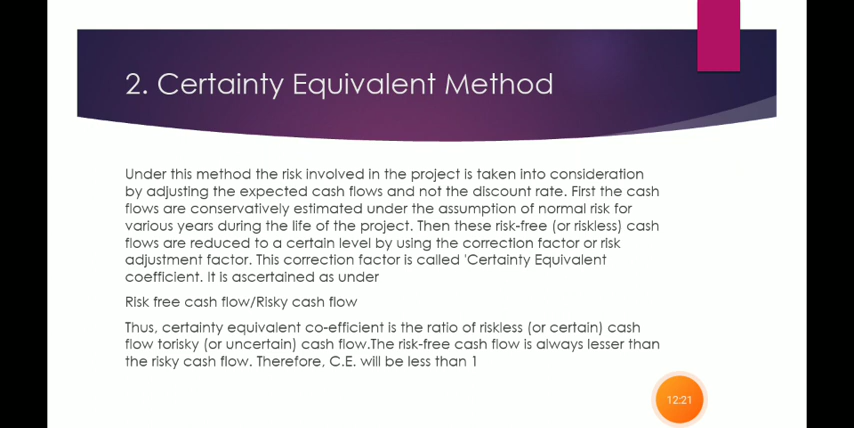 2. Certainty Equivalent Method
Under this method the risk involved in the project is taken into consideration
by adjusting the expected cash flows and not the discount rate. First the cash
flows are conservatively estimated under the assumption of normal risk for
various years during the life of the project. Then these risk-free (or riskless) cash
flows are reduced to a certain level by using the correction factor or risk
adjustment factor. This correction factor is called 'Certainty Equivalent
coefficient. It is ascertained as under
Risk free cash flow/Risky cash flow
Thus, certainty equivalent co-efficient is the ratio of riskless (or certain) cash
flow torisky (or uncertain) cash flow.The risk-free cash flow is always lesser than
the risky cash flow. Therefore, C.E. will be less than 1
12:21